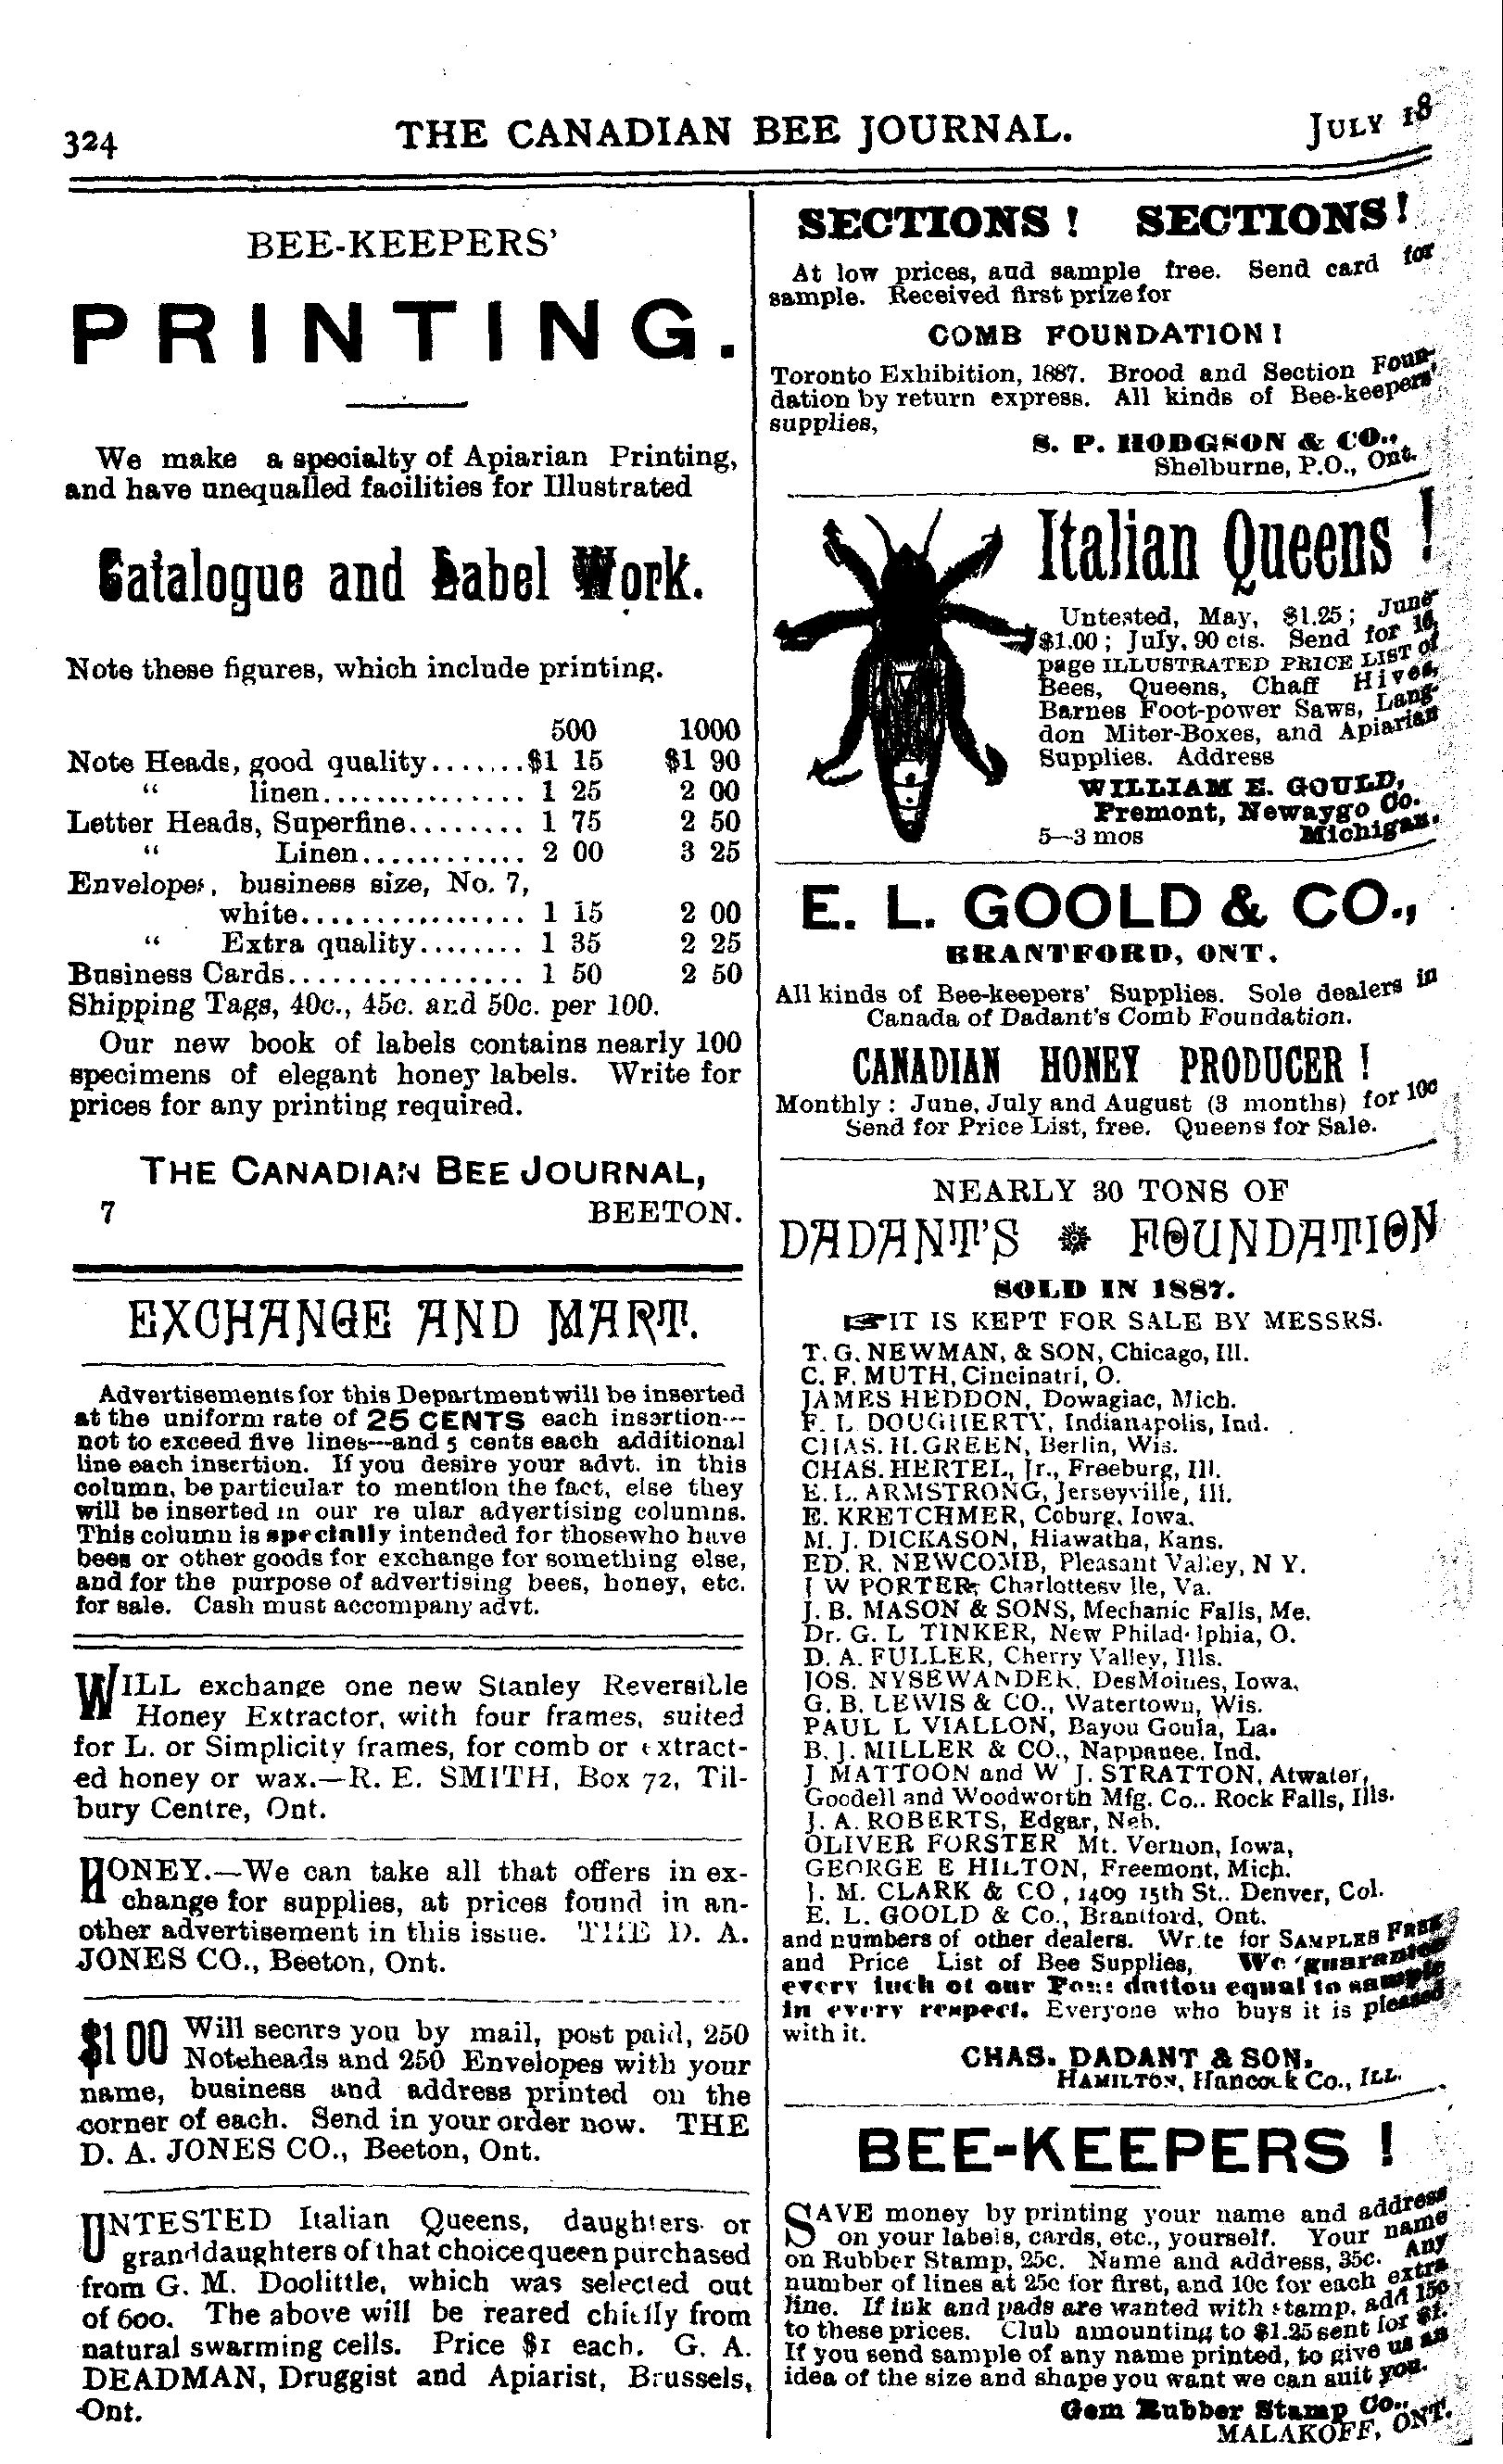 324
THE CANADIAN BEE JOURNAL.
JULY 18
BEE-KEEPERS'
PRINTING.
We make a specialty of Apiarian Printing,
and have unequalled facilities for Illustrated
Catalogue and Label Work.
Note these figures, which include printing.
500 1000
Note Heads, good quality.......$1 15 $1 90
“ linen............... 1 25 2 00
Letter Heads, Superfine........ 1 75 2 50
“ Linen............ 2 00 3 25
Envelopes, business size, No. 7,
white............... 1 15 2 00
“ Extra quality........ 1 35 2 25
Business Cards................ 1 50 2 50
Shipping Tags, 40c., 45c. and 50c. per 100.
Our new book of labels contains nearly 100
specimens of elegant honey labels. Write for
prices for any printing required.
THE CANADIAN BEE JOURNAL,
7 BEETON.
EXCHANGE AND MART.
Advertisements for this Department will be inserted
at the uniform rate of 25 CENTS each insertion—
not to exceed five lines—and 5 cents each additional
line each insertion. If you desire your advt. in this
column, be particular to mention the fact, else they
will be inserted in our re ular advertising columns.
This column is specially intended for those who have
bees or other goods for exchange for something else,
and for the purpose of advertising bees, honey, etc.
for sale. Cash must accompany advt.
WILL exchange one new Stanley Reversible
Honey Extractor, with four frames, suited
for L. or Simplicity frames, for comb or extract-
ed honey or wax.—R. E. SMITH, Box 72, Til-
bury Centre, Ont.
HONEY.—We can take all that offers in ex-
change for supplies, at prices found in an-
other advertisement in this issue. THE D. A.
JONES CO., Beeton, Ont.
$1 00 Will secure you by mail, post paid, 250
Noteheads and 250 Envelopes with your
name, business and address printed on the
corner of each. Send in your order now. THE
D. A. JONES CO., Beeton, Ont.
UNTESTED Italian Queens, daughters or
granddaughters of that choice queen purchased
from G. M. Doolittle, which was selected out
of 600. The above will be reared chiefly from
natural swarming cells. Price $1 each. G. A.
DEADMAN, Druggist and Apiarist, Brussels,
Ont.
SECTIONS ! SECTIONS !
At low prices, and sample free. Send card for
sample. Received first prize for
COMB FOUNDATION !
Toronto Exhibition, 1887. Brood and Section Foun-
dation by return express. All kinds of Bee-keepers'
supplies,
S. P. HODGSON & CO.,
Shelburne, P.O., Ont.
Italian Queens !
Untested, May, $1.25; June
$1.00; July, 90 cts. Send for 16,
page ILLUSTRATED PRICE LIST of
Bees, Queens, Chaff Hives,
Barnes Foot-power Saws, Lang-
don Miter-Boxes, and Apiarian
Supplies. Address
WILLIAM E. GOULD,
Fremont, Newaygo Co.
5—3 mos Michigan.
E. L. GOOLD & CO.,
BRANTFORD, ONT.
All kinds of Bee-keepers' Supplies. Sole dealers in
Canada of Dadant's Comb Foundation.
CANADIAN HONEY PRODUCER !
Monthly: June, July and August (3 months) for 10c
Send for Price List, free. Queens for Sale.
NEARLY 30 TONS OF
DADANT'S FOUNDATION
SOLD IN 1887.
☞IT IS KEPT FOR SALE BY MESSRS.
T. G. NEWMAN, & SON, Chicago, Ill.
C. F. MUTH, Cincinatri, O.
JAMES HEDDON, Dowagiac, Mich.
F. L. DOUGHERTY, Indianapolis, Ind.
CHAS. H. GREEN, Berlin, Wis.
CHAS. HERTEL, Jr., Freeburg, Ill.
E. L. ARMSTRONG, Jerseyville, Ill.
E. KRETCHMER, Coburg, Iowa.
M. J. DICKASON, Hiawatha, Kans.
ED. R. NEWCOMB, Pleasant Valley, N Y.
J W PORTER, Charlottesv lle, Va.
J. B. MASON & SONS, Mechanic Falls, Me.
Dr. G. L TINKER, New Philad lphia, O.
D. A. FULLER, Cherry Valley, Ills.
JOS. NYSEWANDER, DesMoines, Iowa,
G. B. LEWIS & CO., Watertown, Wis.
PAUL L VIALLON, Bayou Goula, La.
B. J. MILLER & CO., Nappanee, Ind.
J MATTOON and W J. STRATTON, Atwater,
Goodell and Woodworth Mfg. Co.. Rock Falls, Ills.
J. A. ROBERTS, Edgar, Neb.
OLIVER FORSTER Mt. Vernon, Iowa,
GEORGE E HILTON, Freemont, Mich.
J. M. CLARK & CO, 1409 15th St.. Denver, Col.
E. L. GOOLD & Co., Brantford, Ont.
and numbers of other dealers. Wr.te for SAMPLES FREE
and Price List of Bee Supplies, We guarantee
every inch of our Foundation equal to sample
in every respect. Everyone who buys it is pleased
with it.
CHAS. DADANT & SON.
HAMILTON, Hancock Co., ILL.
BEE-KEEPERS !
SAVE money by printing your name and address
on your labels, cards, etc., yourself. Your name
on Rubber Stamp, 25c. Name and address, 35c. Any
number of lines at 25c for first, and 10c for each extra
line. If ink and pads are wanted with stamp, add 15c
to these prices. Club amounting to $1.25 sent for $1.
If you send sample of any name printed, to give us an
idea of the size and shape you want we can suit you.
Gem Rubber Stamp Co.,
MALAKOFF, ONT.